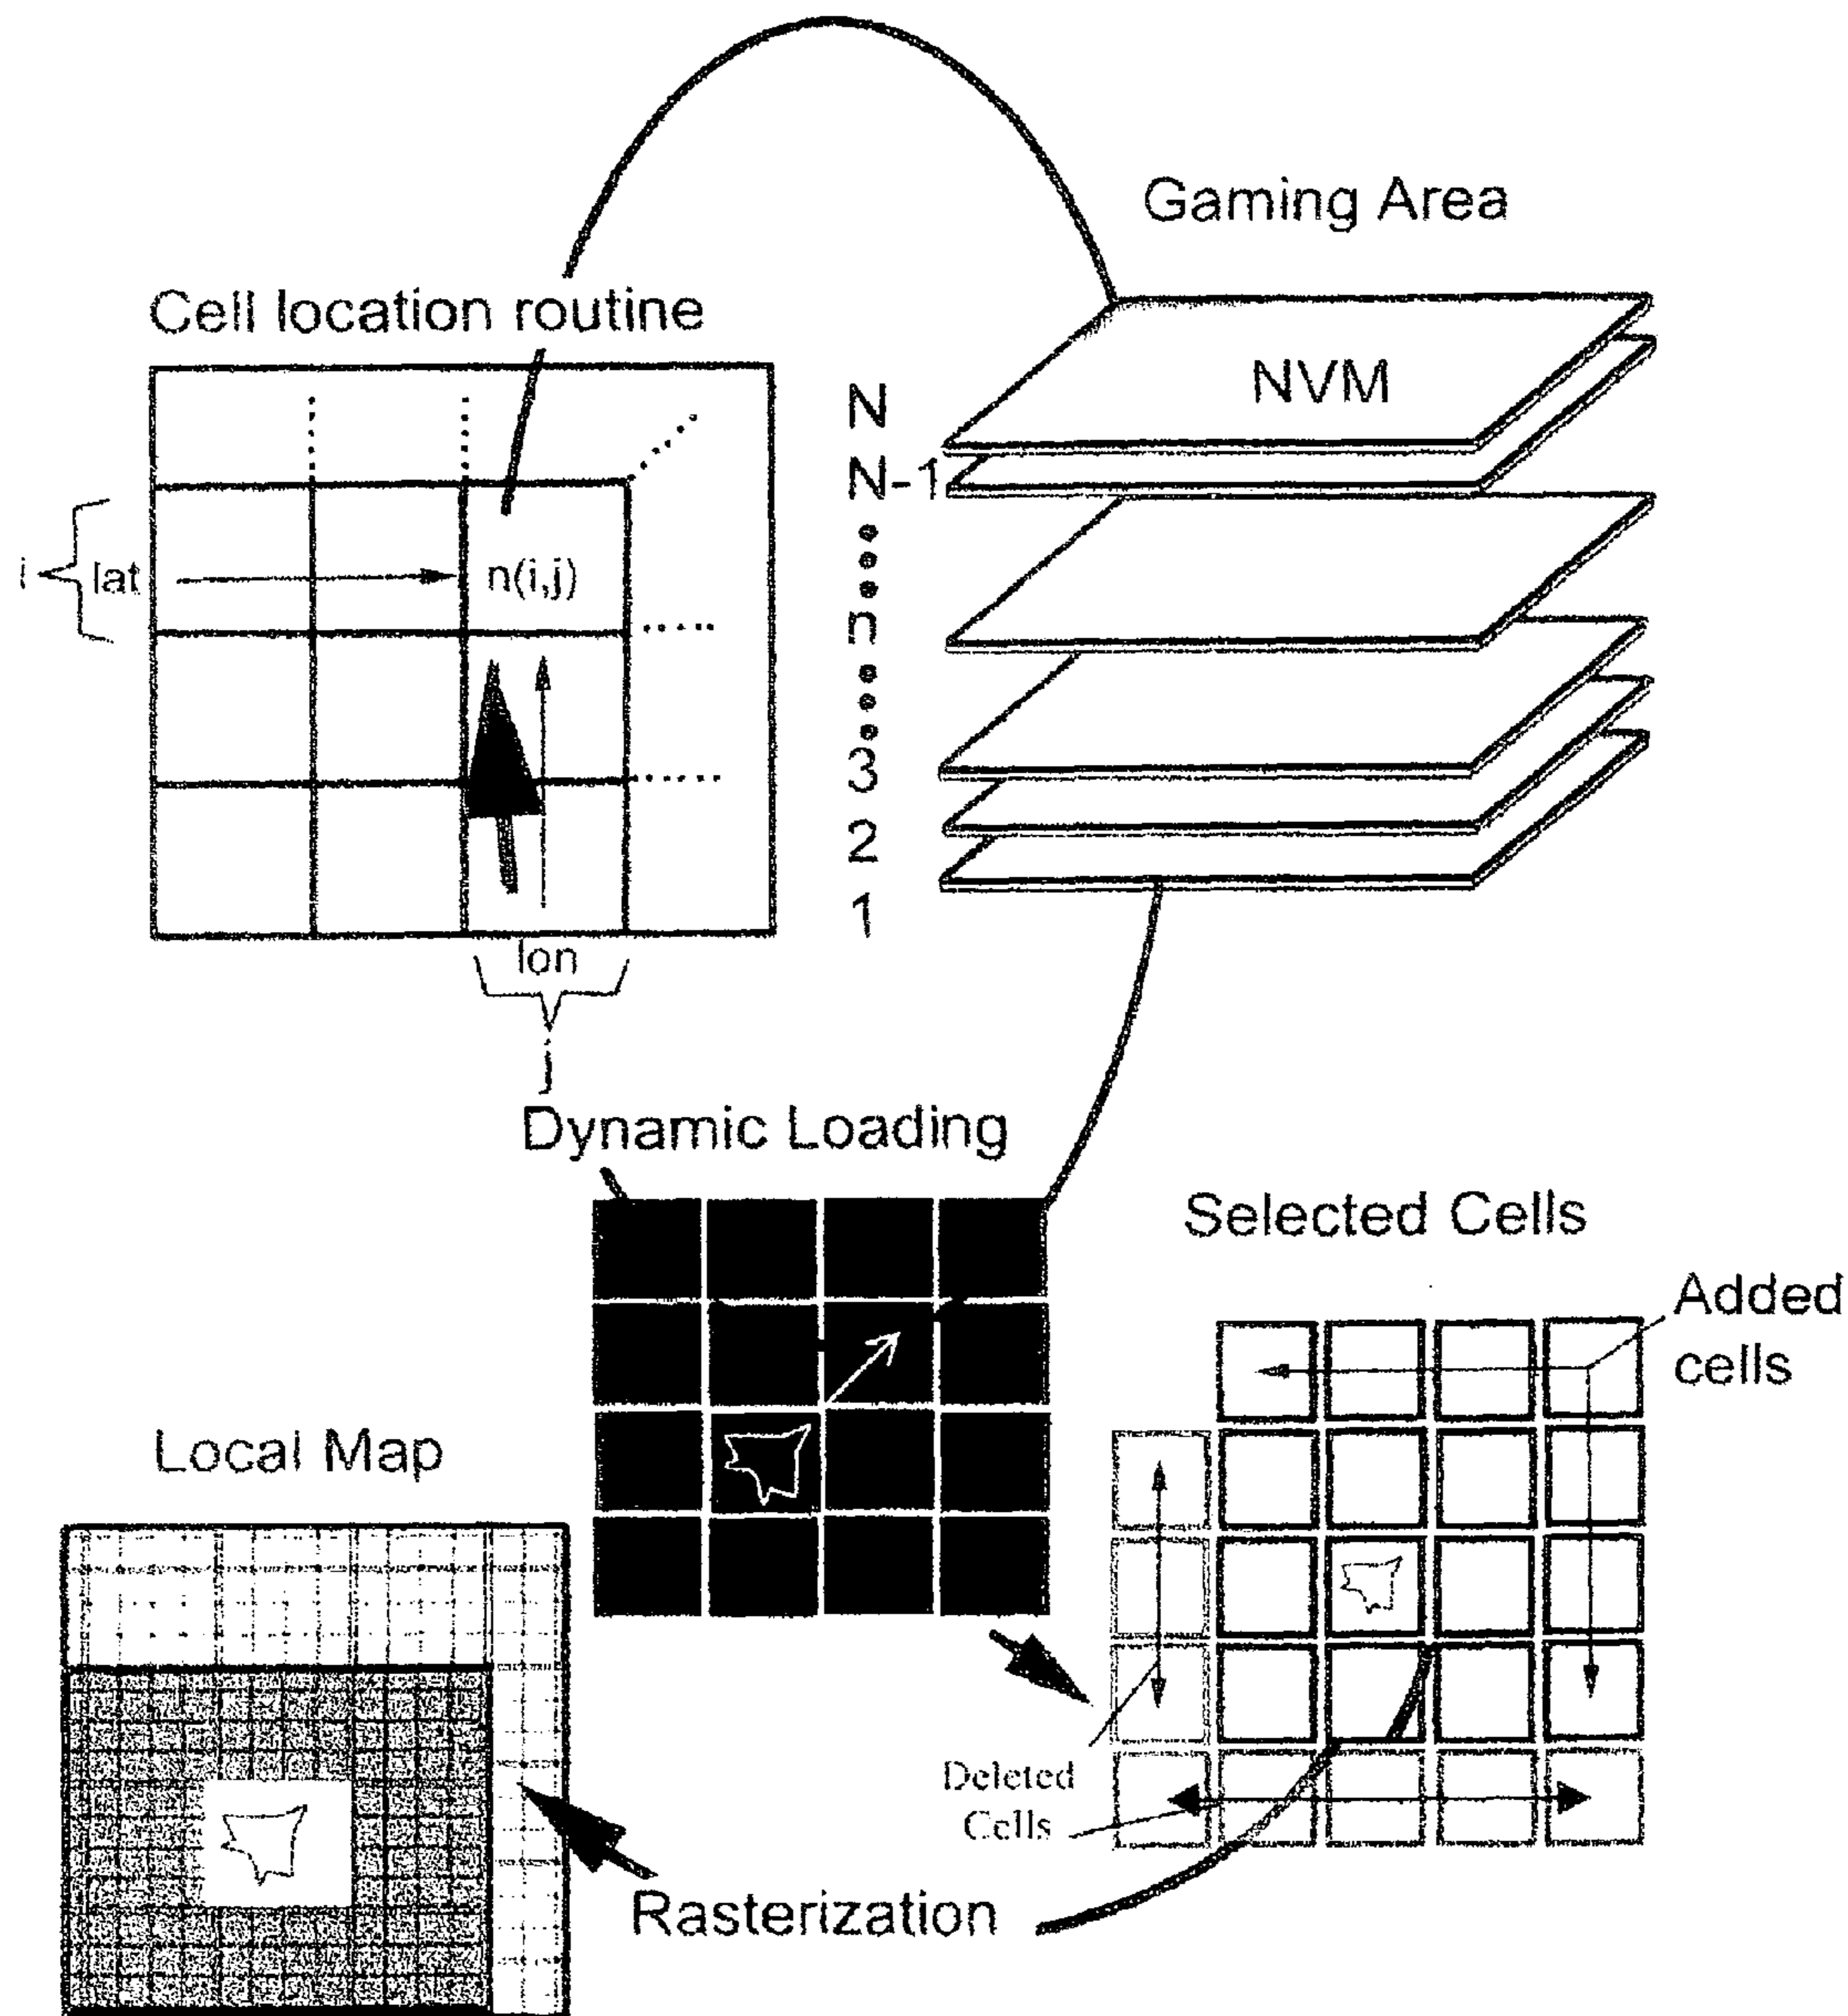 Gaming Area
Cell location routine
NVM
N
N-1
n
3
2
1
i
lat
n(i,j)
lon
j
Dynamic Loading
Selected Cells
Added
cells
Local Map
Deleted
Cells
Rasterization